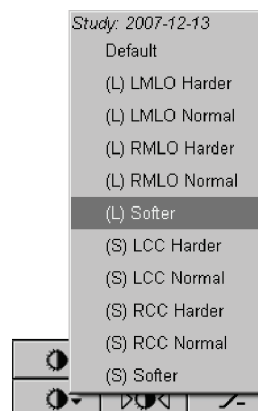 Study: 2007-12-13
Default
(L) LMLO Harder
(L) LMLO Normal
(L) RMLO Harder
(L) RMLO Normal
(L) Softer
(S) LCC Harder
(S) LCC Normal
(S) RCC Harder
(S) RCC Normal
(S) Softer